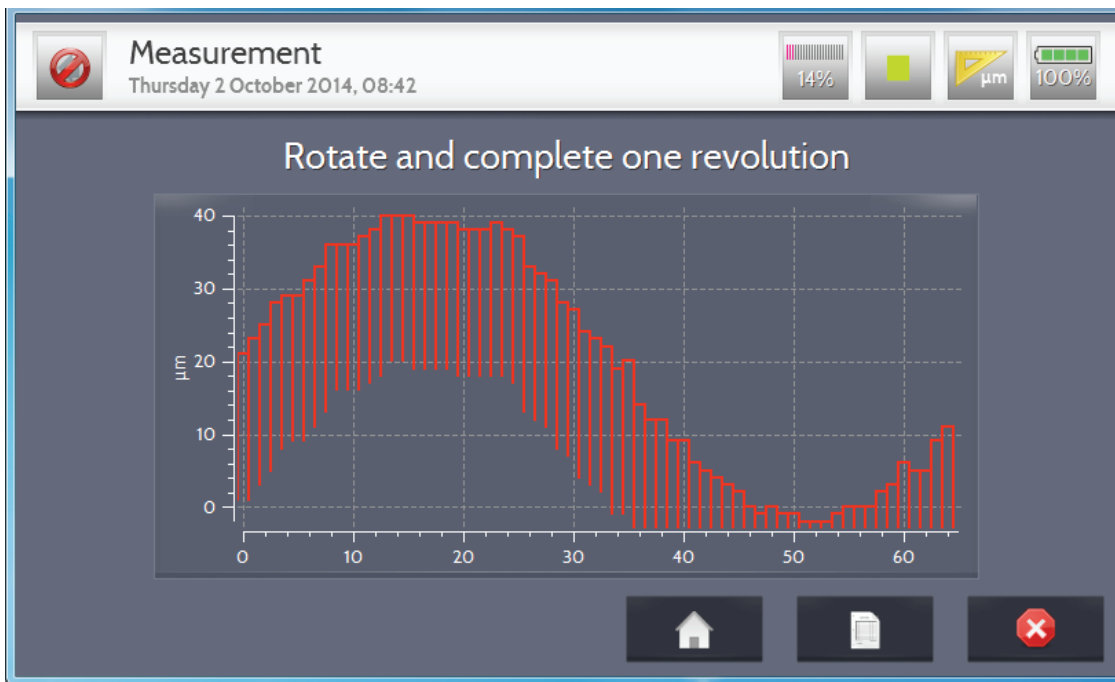 Measurement
Thursday 2 October 2014, 08:42
14%
µm
100%
Rotate and complete one revolution
40
30
20
10
0
µm
0 10 20 30 40 50 60